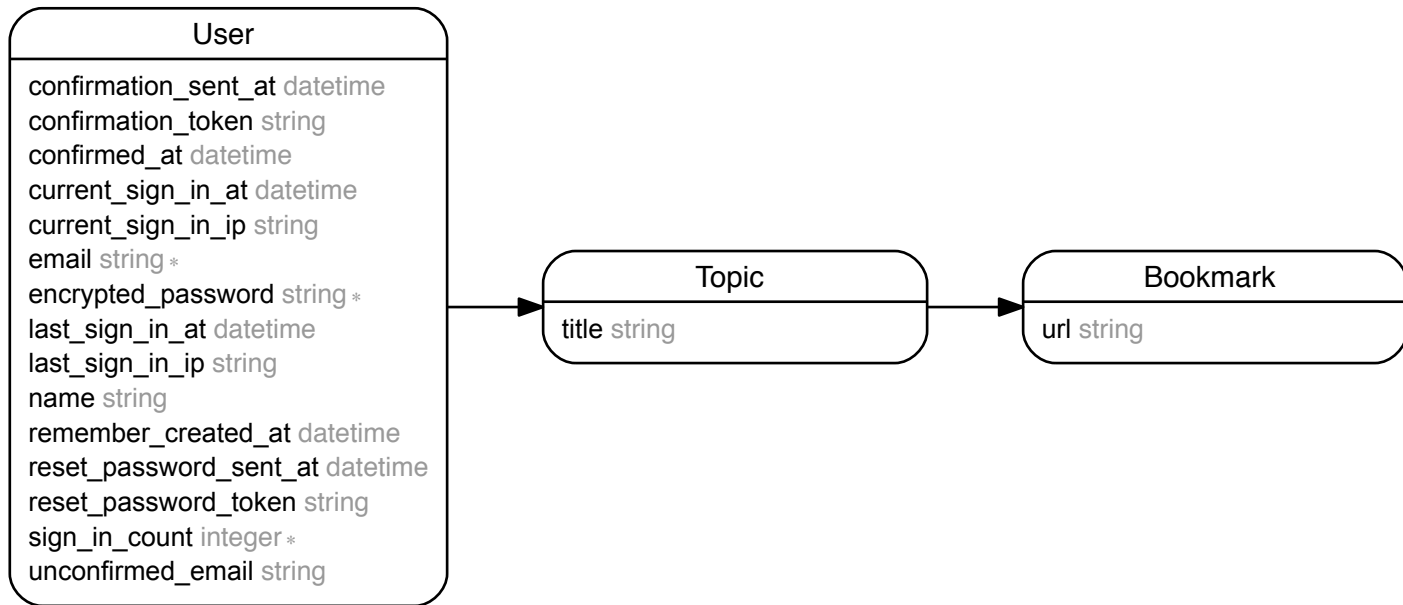 User
confirmation_sent_at datetime
confirmation_token string
confirmed_at datetime
current_sign_in_at datetime
current_sign_in_ip string
email string *
encrypted_password string *
last_sign_in_at datetime
last_sign_in_ip string
name string
remember_created_at datetime
reset_password_sent_at datetime
reset_password_token string
sign_in_count integer *
unconfirmed_email string
Topic
title string
Bookmark
url string